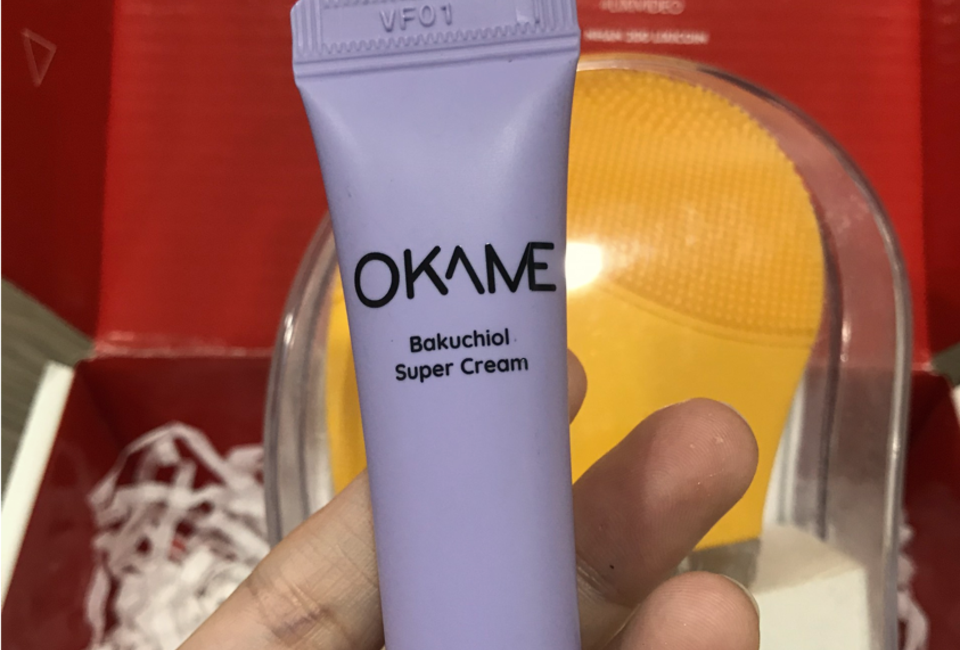 VF01
OKAME
Bakuchiol
Super Cream